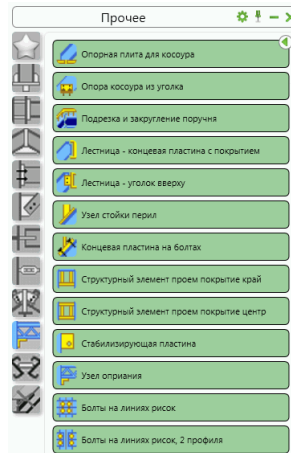 Прочее
Опорная плита для косоура
Опора косоура из уголка
Подрезка и закругление поручня
Лестница - концевая пластина с покрытием
Лестница - уголок вверху
Узел стойки перил
Концевая пластина на болтах
Структурный элемент проем покрытие край
Структурный элемент проем покрытие центр
Стабилизирующая пластина
Узел оприания
Болты на линиях рисок
Болты на линиях рисок, 2 профиля